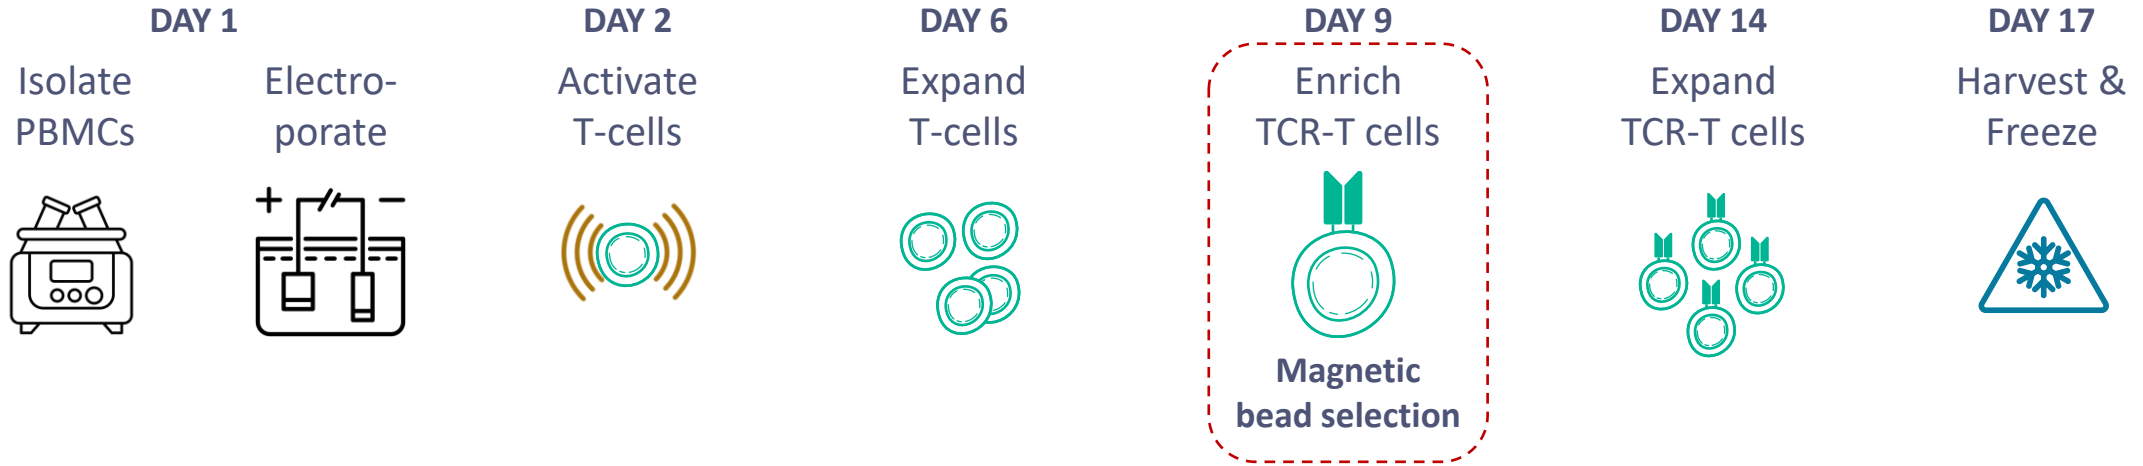 DAY 1
Isolate
PBMCs
Electro-
porate
DAY 2
Activate
T-cells
DAY 6
Expand
T-cells
DAY 9
Enrich
TCR-T cells
Magnetic
bead selection
DAY 14
Expand
TCR-T cells
DAY 17
Harvest &
Freeze